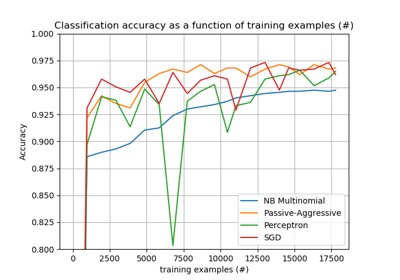 Classification accuracy as a function of training examples (#)
1.000
0.975
0.950
0.925
0.900
0.875
0.850
0.825
0.800
Accuracy
NB Multinomial
Passive-Aggressive
Perceptron
SGD
0 2500 5000 7500 10000 12500 15000 17500
training examples (#)